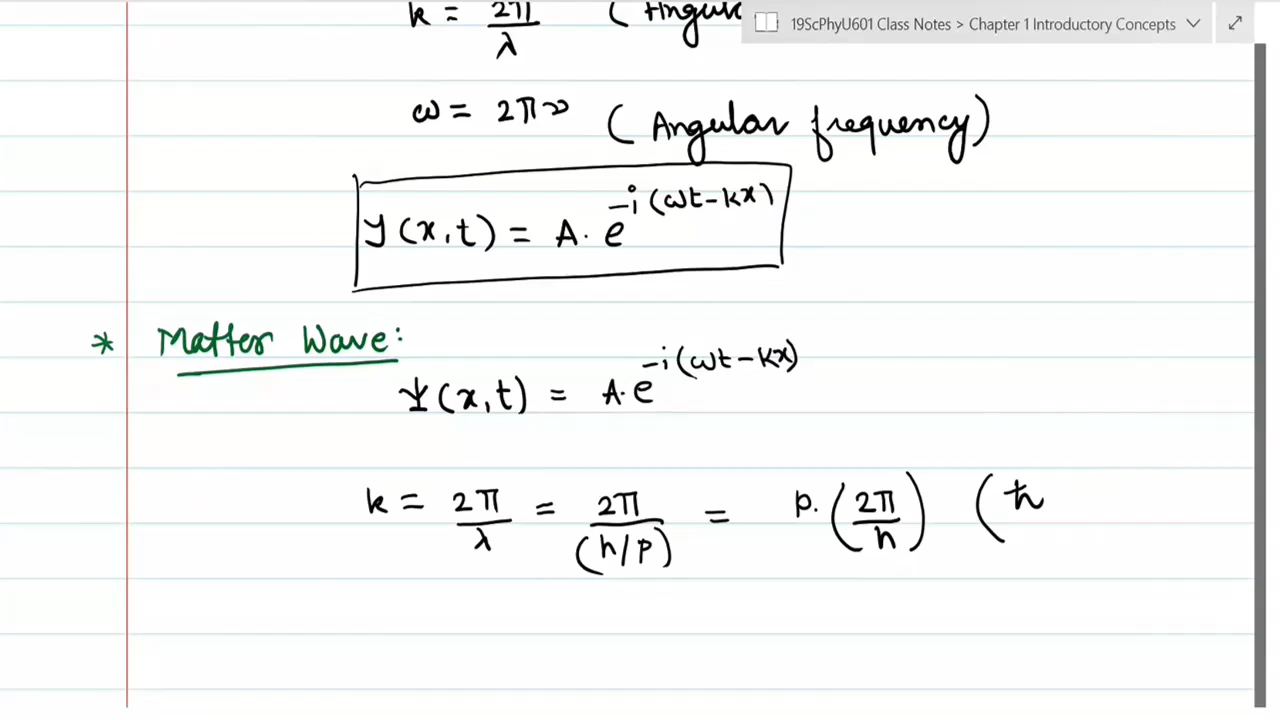 k = 2π/λ (Angul
19ScPhyU601 Class Notes > Chapter 1 Introductory Concepts
ω = 2πν (Angular frequency)
y(x,t) = A. e^{-i(ωt-kx)}
* Matter Wave:
Ψ(x,t) = A. e^{-i(ωt-kx)}
k = 2π/λ = 2π/(h/p) = p. (2π/h) (ħ